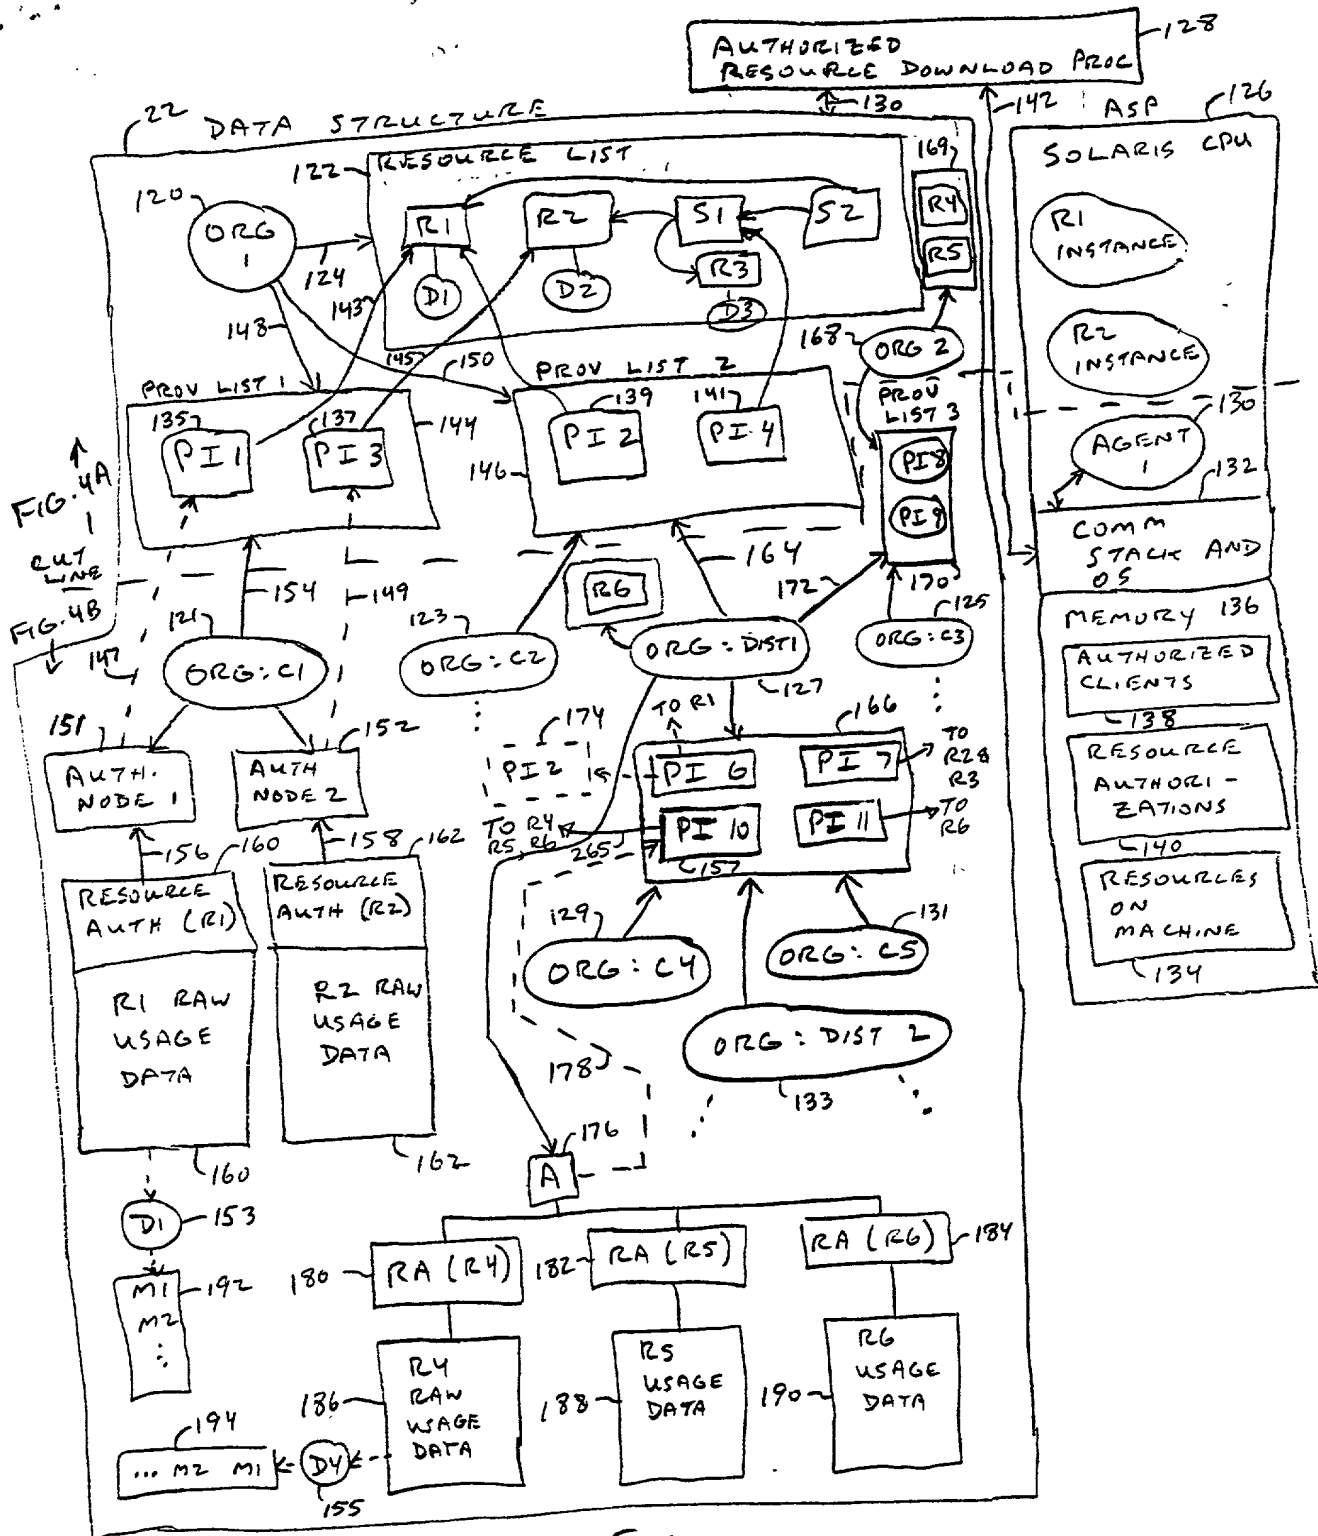 AUTHORIZED
RESOURCE DOWNLOAD PROC
128
130
142
ASP
126
22
DATA STRUCTURE
SOLARIS CPU
122
RESOURCE LIST
169
120
ORG
1
124
R1
R2
S1
S2
R3
D1
D2
D3
R4
R5
R1
INSTANCE
R2
INSTANCE
143
148
145
150
168
ORG 2
PROV LIST 1
PROV LIST 2
PROV
LIST 3
135
PI 1
137
PI 3
144
139
PI 2
141
PI 4
146
PI 8
PI 9
130
AGENT
1
132
COMM
STACK AND
OS
FIG. 4A
CUT
LINE
FIG. 4B
154
149
R6
164
172
170
121
ORG: C1
147
123
ORG: C2
ORG: DIST1
127
125
ORG: C3
MEMORY 136
AUTHORIZED
CLIENTS
138
RESOURCE
AUTHORI-
ZATIONS
140
RESOURCES
ON
MACHINE
134
151
AUTH.
NODE 1
152
AUTH
NODE 2
174
PI 2
TO R1
166
PI 6
PI 7
TO
R2 &
R3
PI 10
PI 11
TO
R6
TO R4
R5, R6
265
157
156
160
158
162
RESOURCE
AUTH (R1)
RESOURCE
AUTH (R2)
R1 RAW
USAGE
DATA
R2 RAW
USAGE
DATA
129
ORG: C4
131
ORG: C5
ORG: DIST 2
133
178
176
A
160
162
D1
153
M1
M2
192
180
RA (R4)
182
RA (R5)
RA (R6)
184
186
R4
RAW
USAGE
DATA
188
R5
USAGE
DATA
190
R6
USAGE
DATA
194
... M2 M1
D4
155